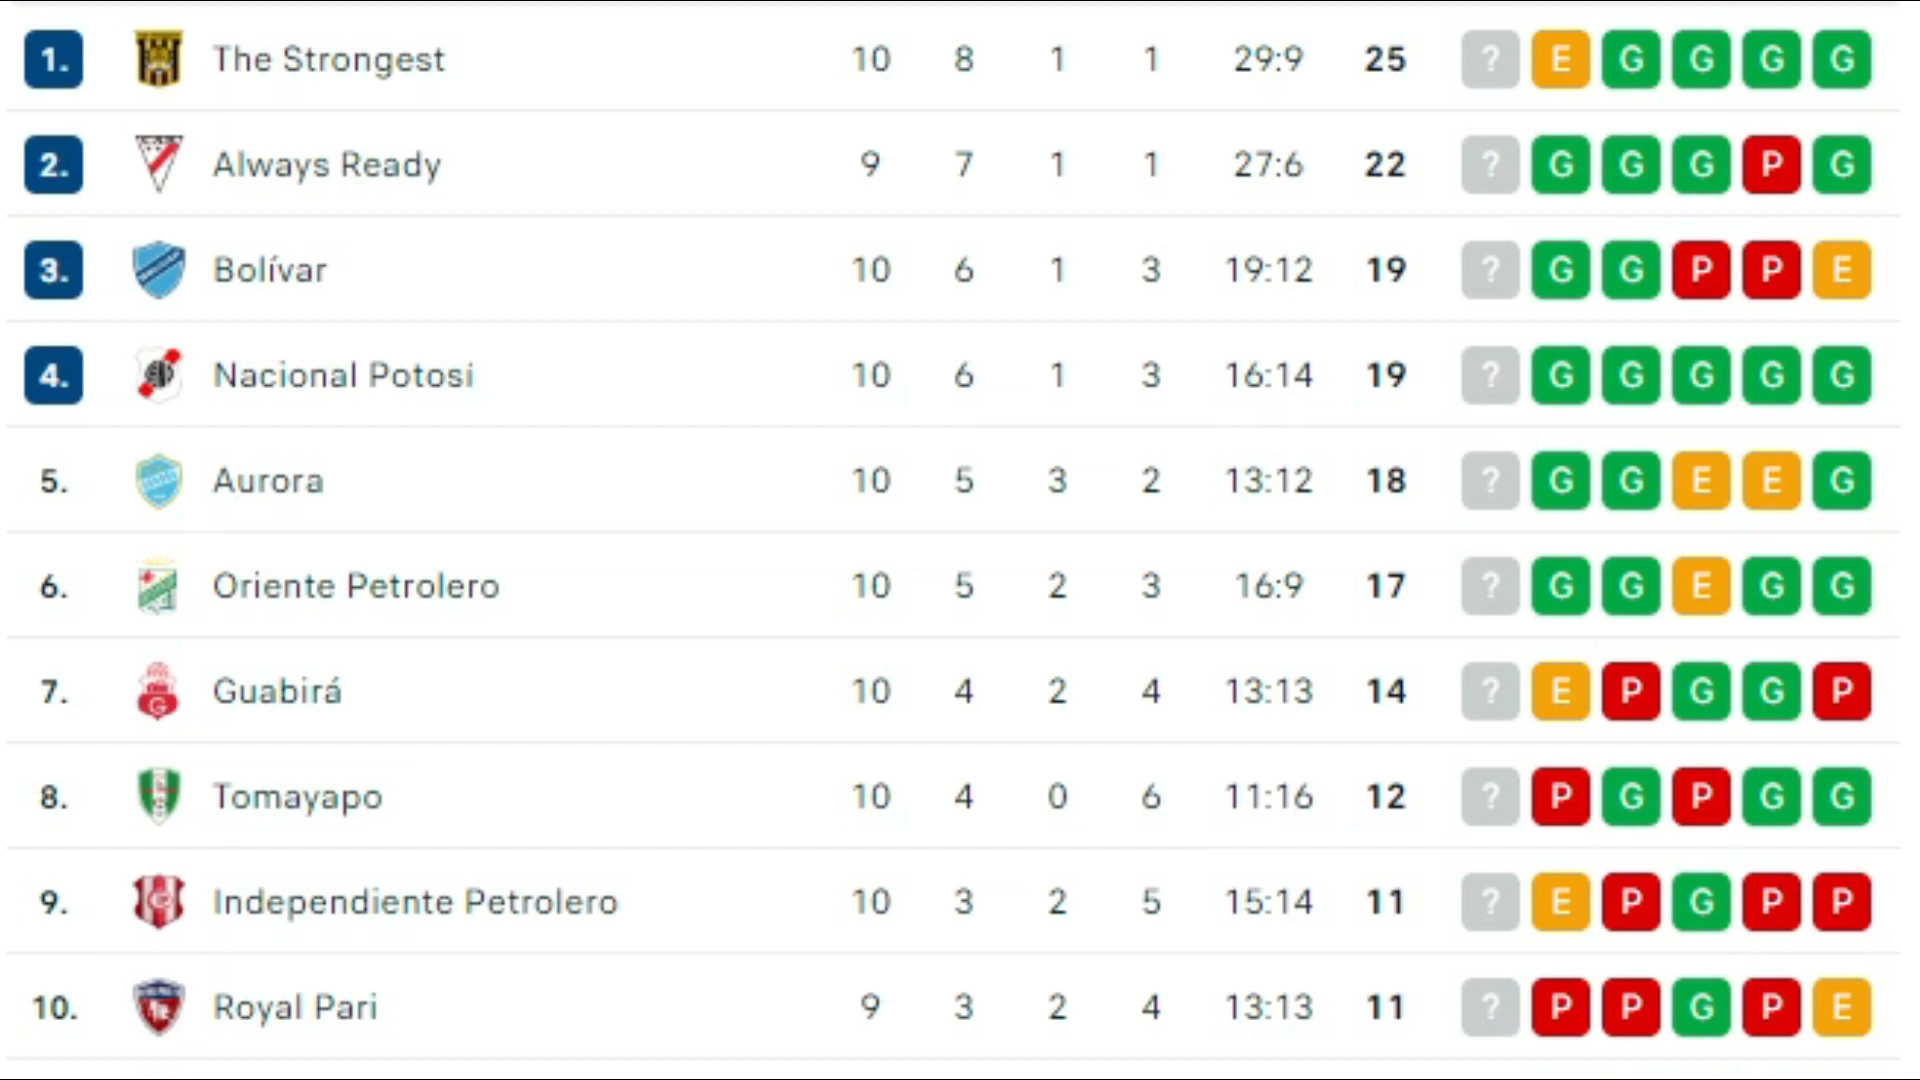 1. The Strongest 10 8 1 1 29:9 25 ? E G G G G
2. Always Ready 9 7 1 1 27:6 22 ? G G G P G
3. Bolívar 10 6 1 3 19:12 19 ? G G P P E
4. Nacional Potosí 10 6 1 3 16:14 19 ? G G G G G
5. Aurora 10 5 3 2 13:12 18 ? G G E E G
6. Oriente Petrolero 10 5 2 3 16:9 17 ? G G E G G
7. Guabirá 10 4 2 4 13:13 14 ? E P G G P
8. Tomayapo 10 4 0 6 11:16 12 ? P G P G G
9. Independiente Petrolero 10 3 2 5 15:14 11 ? E P G P P
10. Royal Pari 9 3 2 4 13:13 11 ? P P G P E